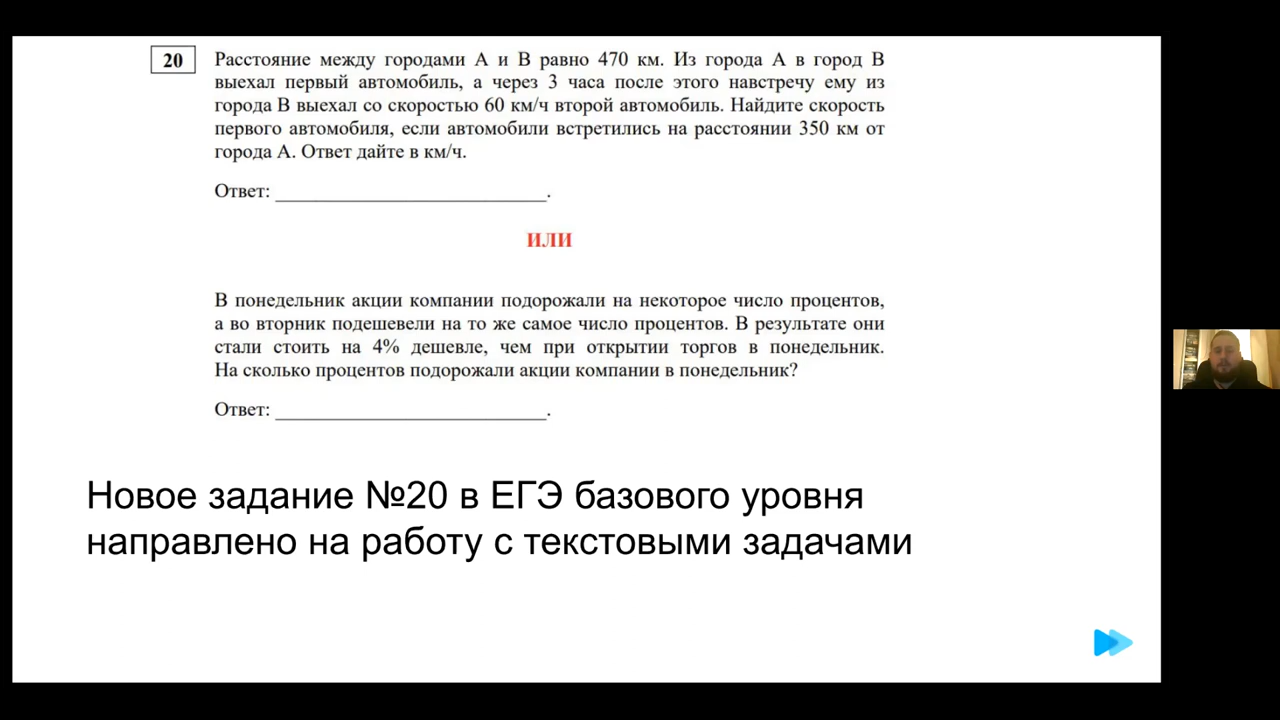 20
Расстояние между городами А и В равно 470 км. Из города А в город В
выехал первый автомобиль, а через 3 часа после этого навстречу ему из
города В выехал со скоростью 60 км/ч второй автомобиль. Найдите скорость
первого автомобиля, если автомобили встретились на расстоянии 350 км от
города А. Ответ дайте в км/ч.
Ответ: ___________________________.
ИЛИ
В понедельник акции компании подорожали на некоторое число процентов,
а во вторник подешевели на то же самое число процентов. В результате они
стали стоить на 4% дешевле, чем при открытии торгов в понедельник.
На сколько процентов подорожали акции компании в понедельник?
Ответ: ___________________________.
Новое задание №20 в ЕГЭ базового уровня
направлено на работу с текстовыми задачами